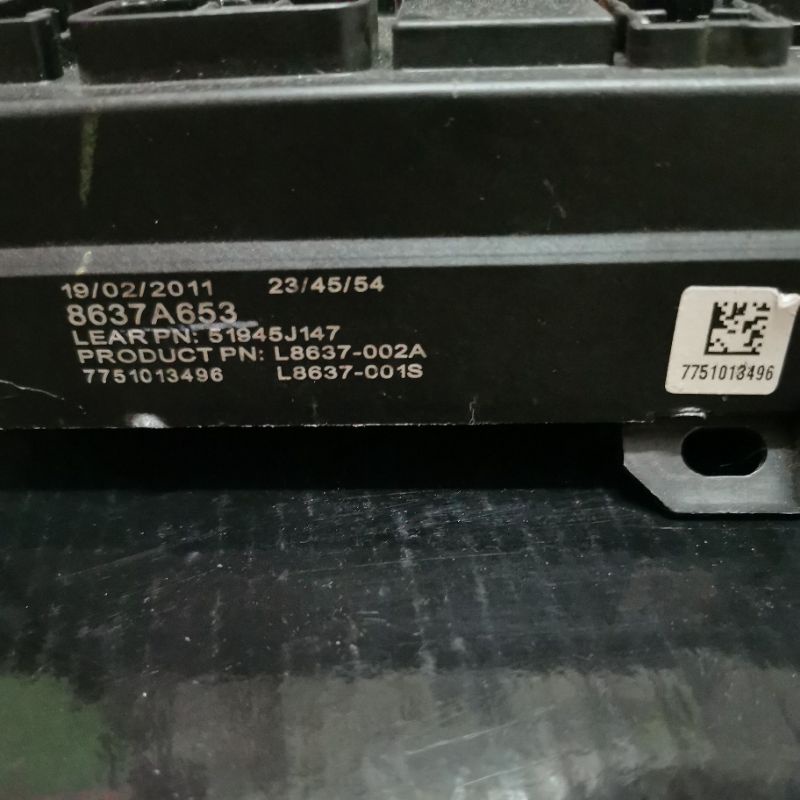 19/02/2011 23/45/54
8637A653
LEAR PN: 51945J147
PRODUCT PN: L8637-002A
7751013496 L8637-001S
7751013496